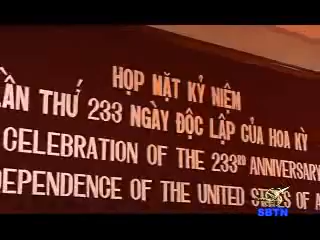 HỌP MẶT KỶ NIỆM
LẦN THỨ 233 NGÀY ĐỘC LẬP CỦA HOA KỲ
CELEBRATION OF THE 233RD ANNIVERSARY
DEPENDENCE OF THE UNITED STATES OF A
SBTN